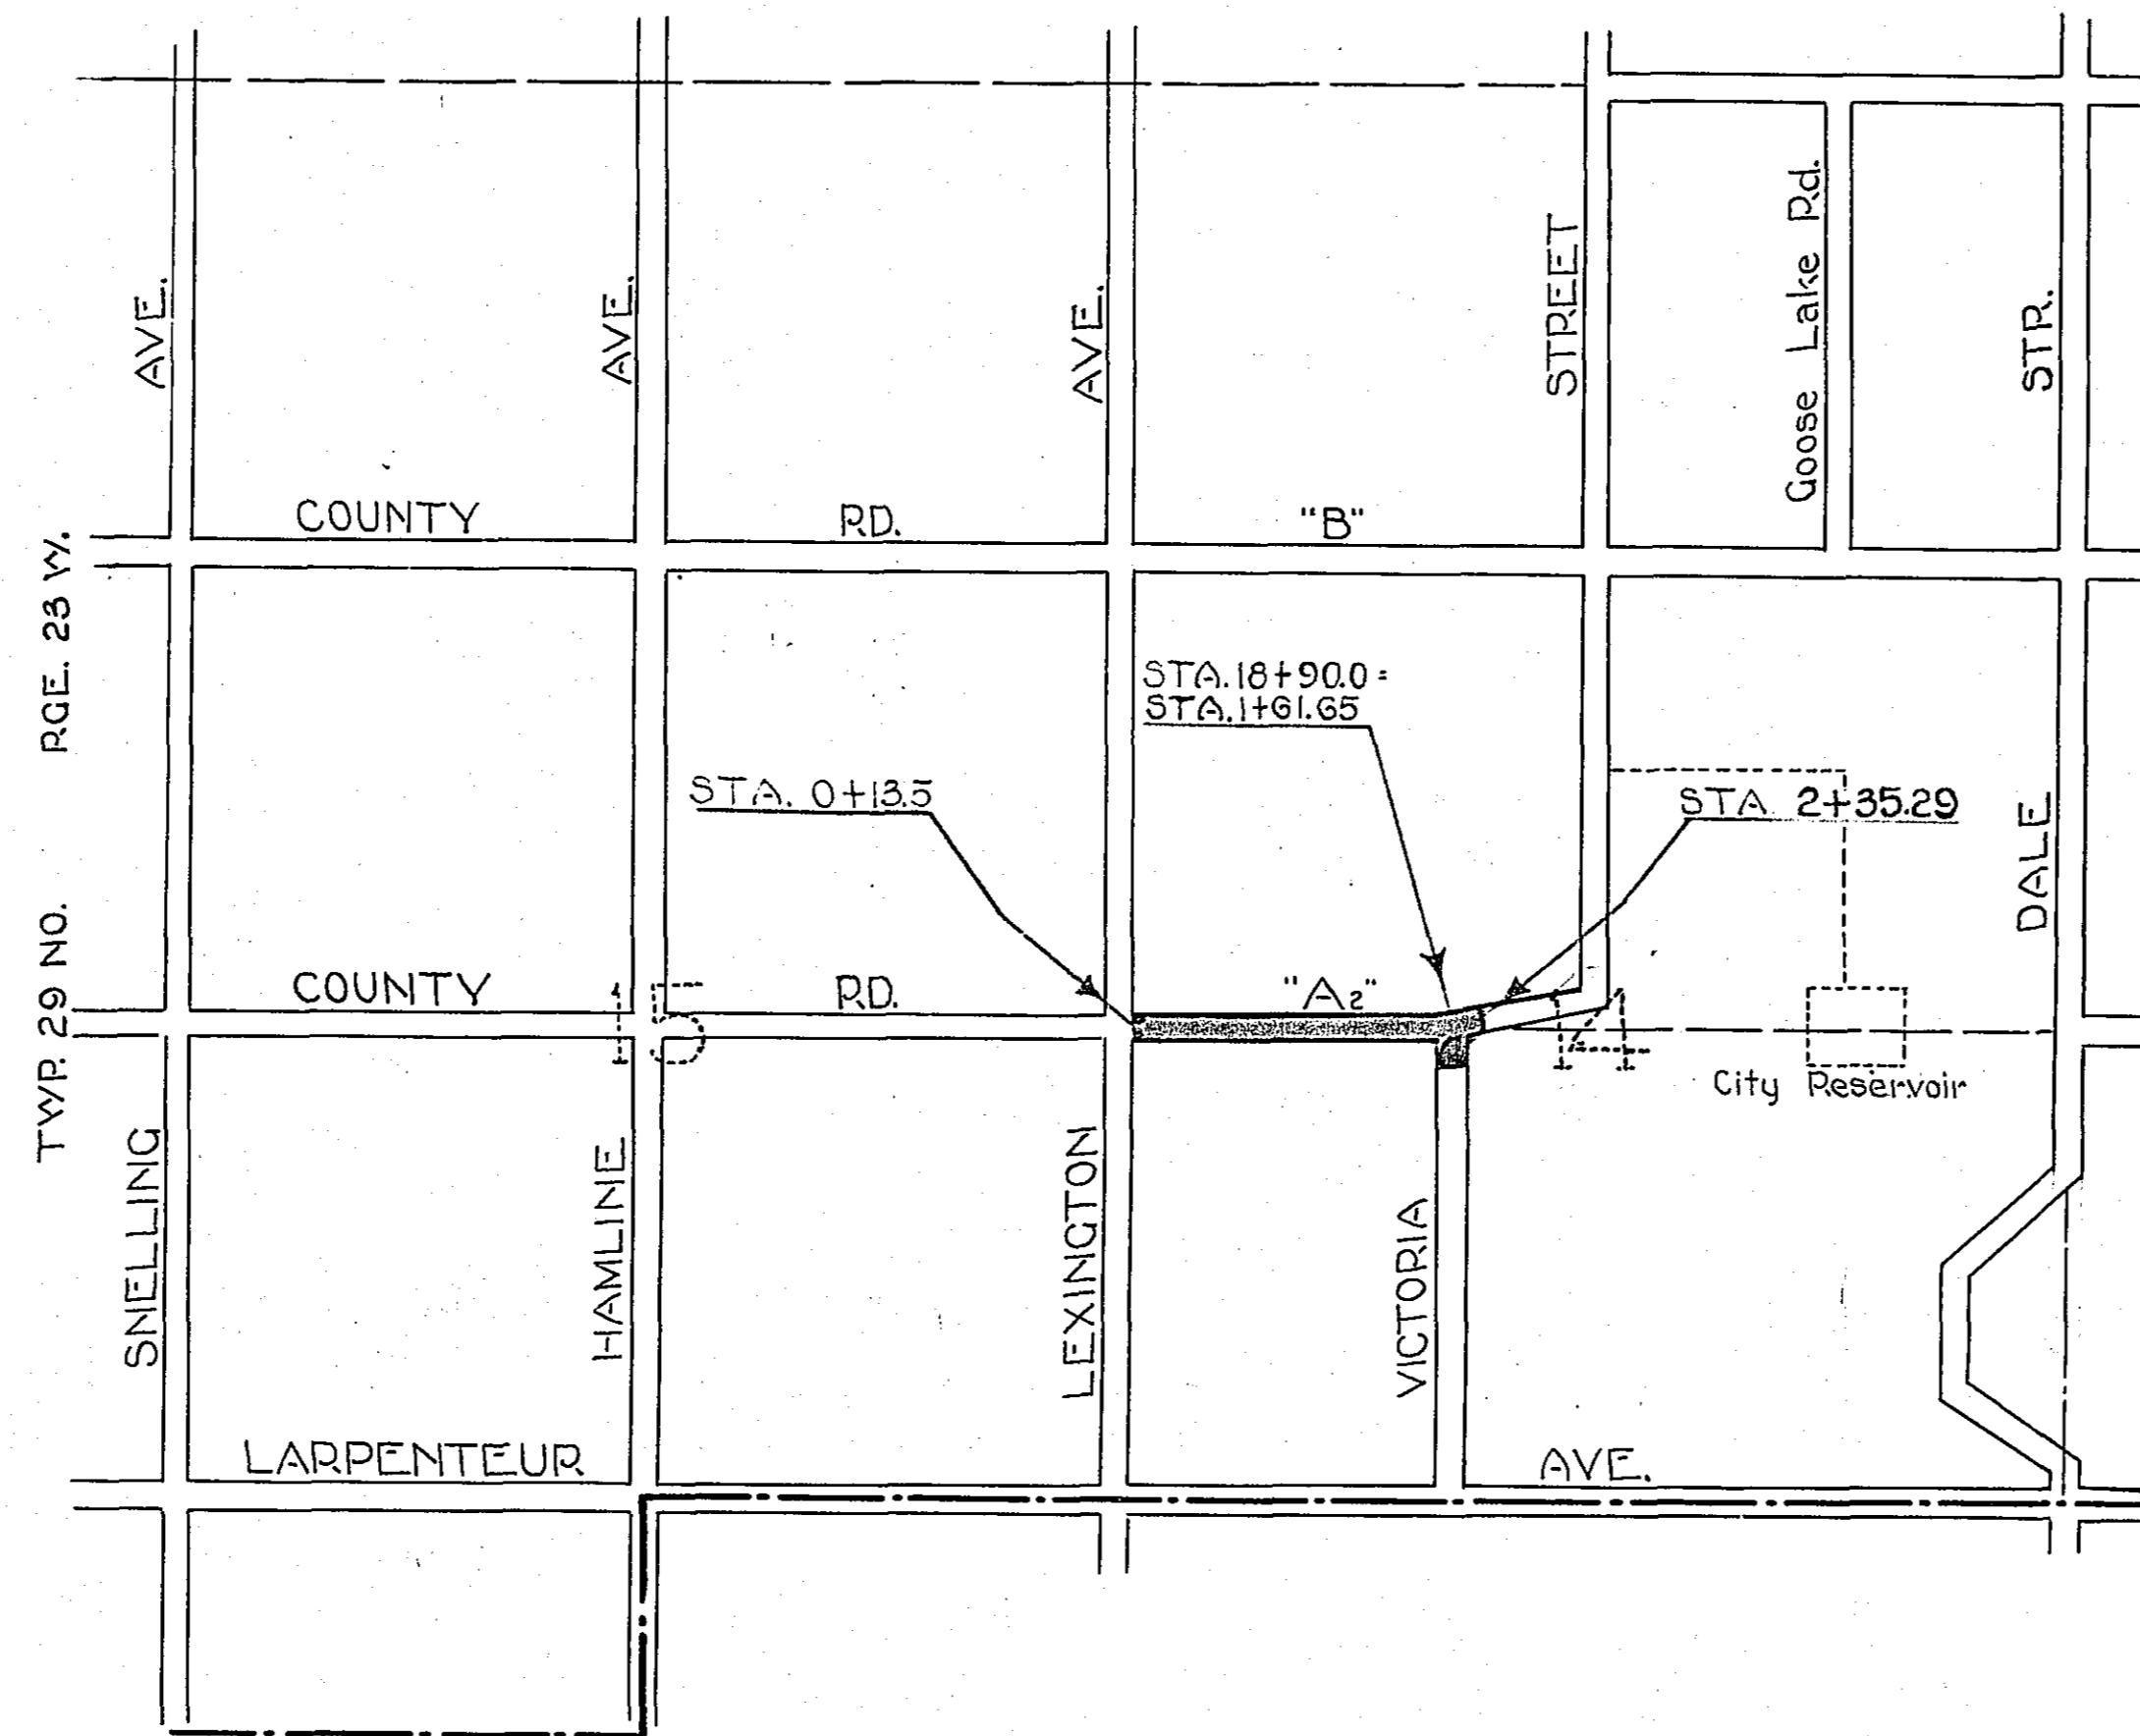 AVE.
AVE.
AVE.
STREET
Goose Lake Rd.
STR.
COUNTY RD. "B"
TWP. 29 NO. RGE. 23 W.
STA. 18+90.0 =
STA. 1+61.65
STA. 0+13.5
STA. 2+35.29
DALE
COUNTY RD. "A2"
15
14
City Reservoir
SNELLING
HAMLINE
LEXINGTON
VICTORIA
LARPENTEUR AVE.